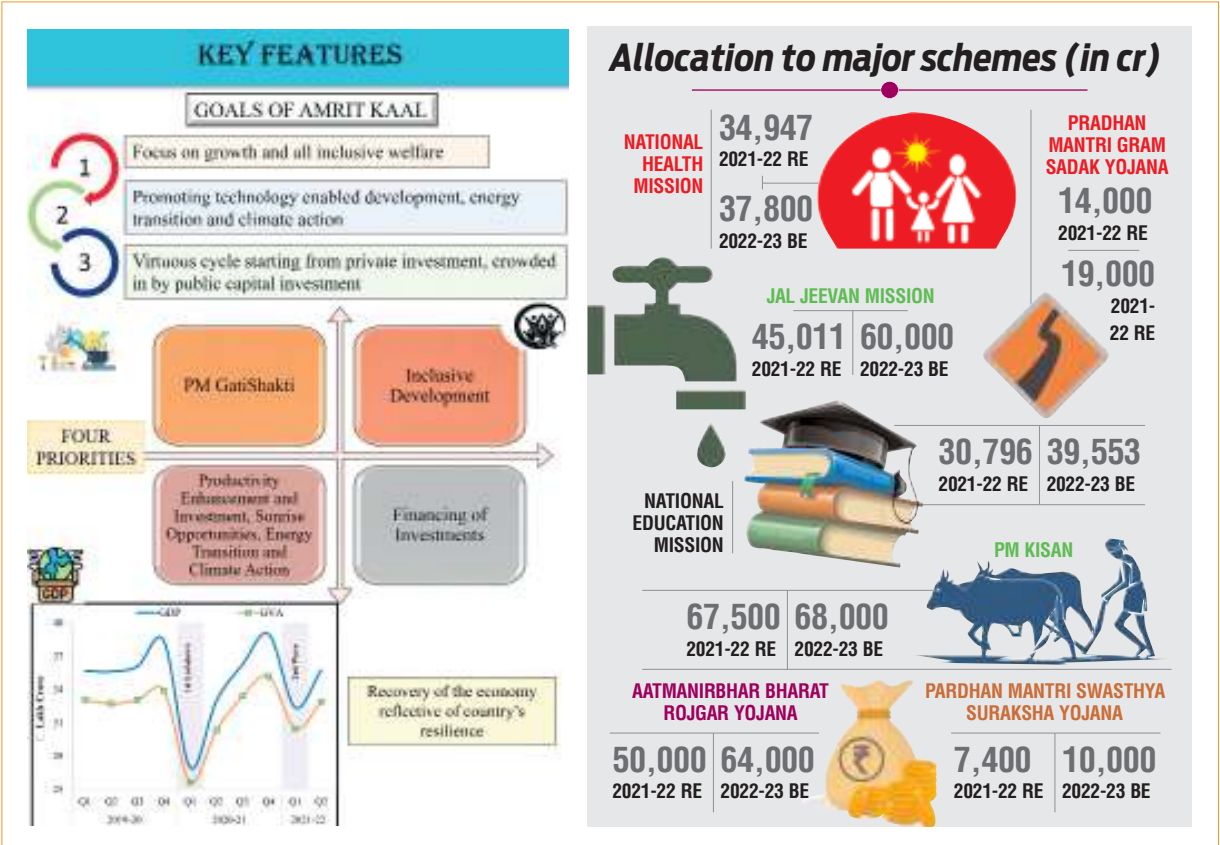 KEY FEATURES
GOALS OF AMRIT KAAL
1
Focus on growth and all inclusive welfare
2
Promoting technology enabled development, energy
transition and climate action
3
Virtuous cycle starting from private investment, crowded
in by public capital investment
PM GatiShakti
Inclusive
Development
FOUR
PRIORITIES
Productivity
Enhancement and
Investment, Sunrise
Opportunities, Energy
Transition and
Climate Action
Financing of
Investments
GDP
GDP
GVA
Lakh Crore
Q1 Q2 Q3 Q4 Q1 Q2 Q3 Q4 Q1 Q2
2019-20 2020-21 2021-22
Recovery of the economy
reflective of country's
resilience
Allocation to major schemes (in cr)
NATIONAL
HEALTH
MISSION
34,947
2021-22 RE
37,800
2022-23 BE
PRADHAN
MANTRI GRAM
SADAK YOJANA
14,000
2021-22 RE
19,000
2021-
22 RE
JAL JEEVAN MISSION
45,011 60,000
2021-22 RE 2022-23 BE
NATIONAL
EDUCATION
MISSION
30,796 39,553
2021-22 RE 2022-23 BE
PM KISAN
67,500 68,000
2021-22 RE 2022-23 BE
AATMANIRBHAR BHARAT
ROJGAR YOJANA
50,000 64,000
2021-22 RE 2022-23 BE
₹
PARDHAN MANTRI SWASTHYA
SURAKSHA YOJANA
7,400 10,000
2021-22 RE 2022-23 BE